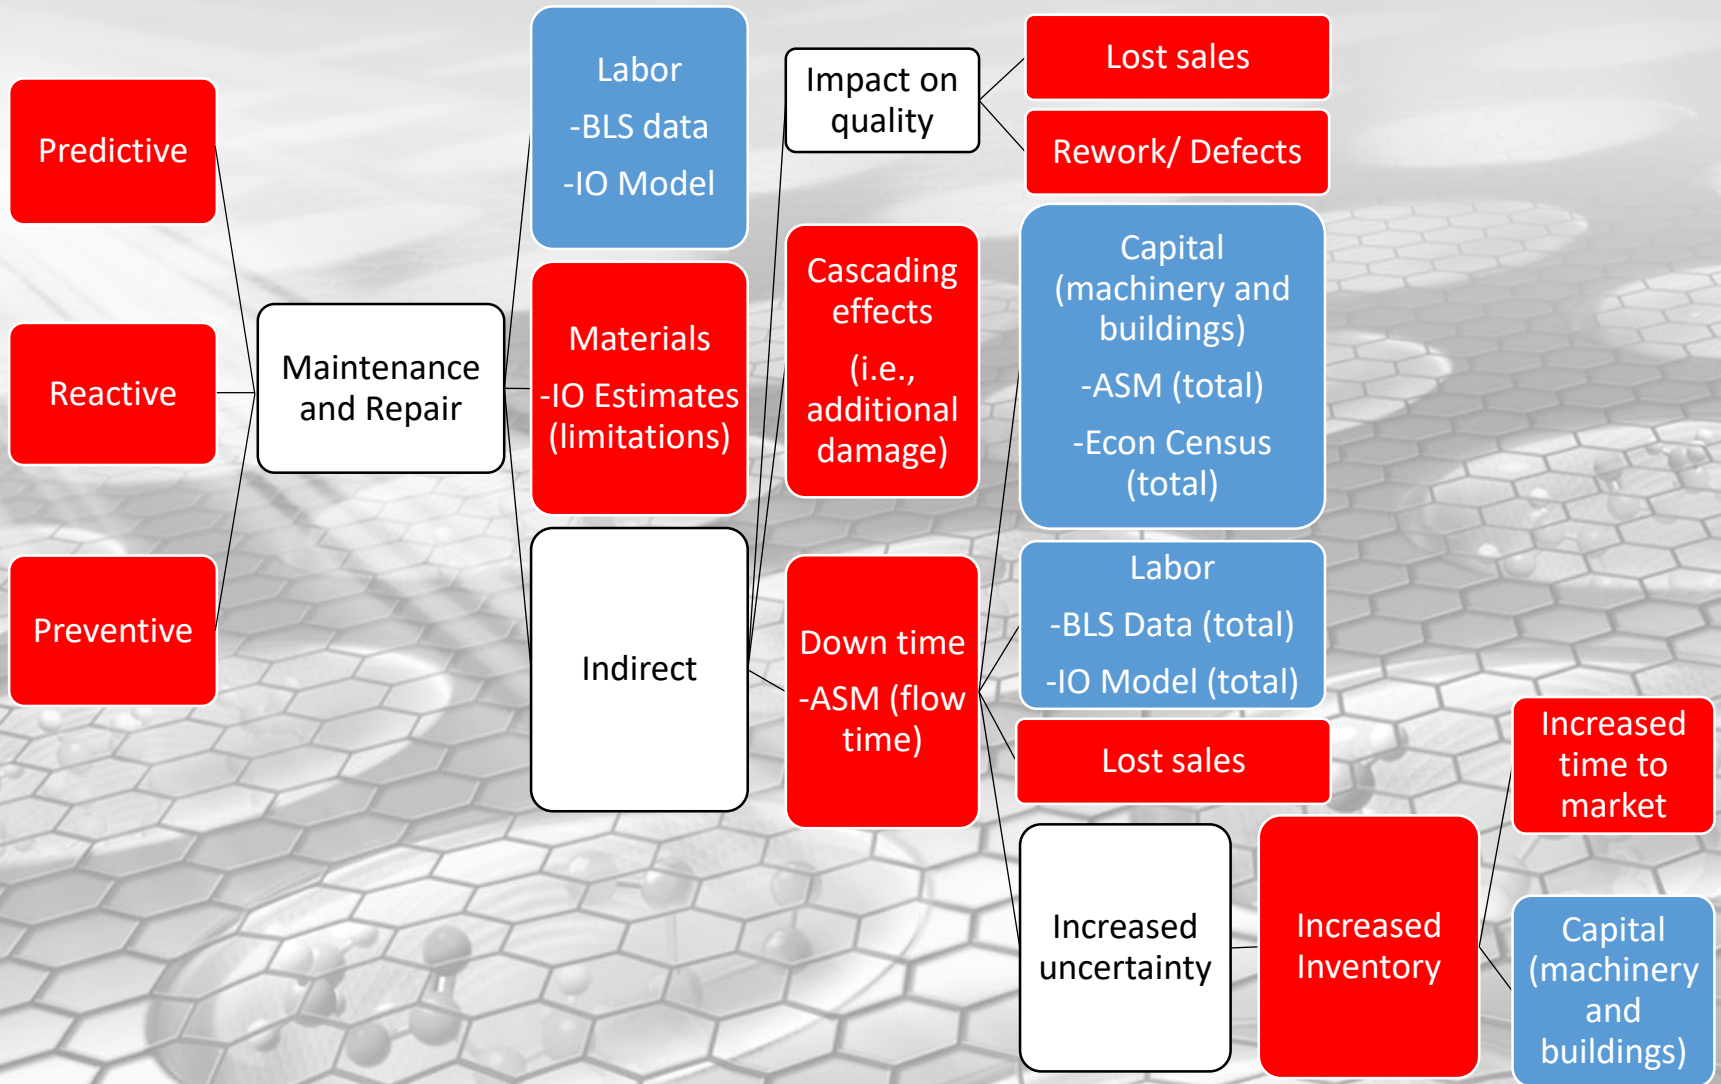 Predictive
Reactive
Preventive
Maintenance
and Repair
Labor
-BLS data
-IO Model
Materials
-IO Estimates
(limitations)
Indirect
Impact on
quality
Cascading
effects
(i.e.,
additional
damage)
Down time
-ASM (flow
time)
Lost sales
Rework/ Defects
Capital
(machinery and
buildings)
-ASM (total)
-Econ Census
(total)
Labor
-BLS Data (total)
-IO Model (total)
Lost sales
Increased
uncertainty
Increased
Inventory
Increased
time to
market
Capital
(machinery
and
buildings)